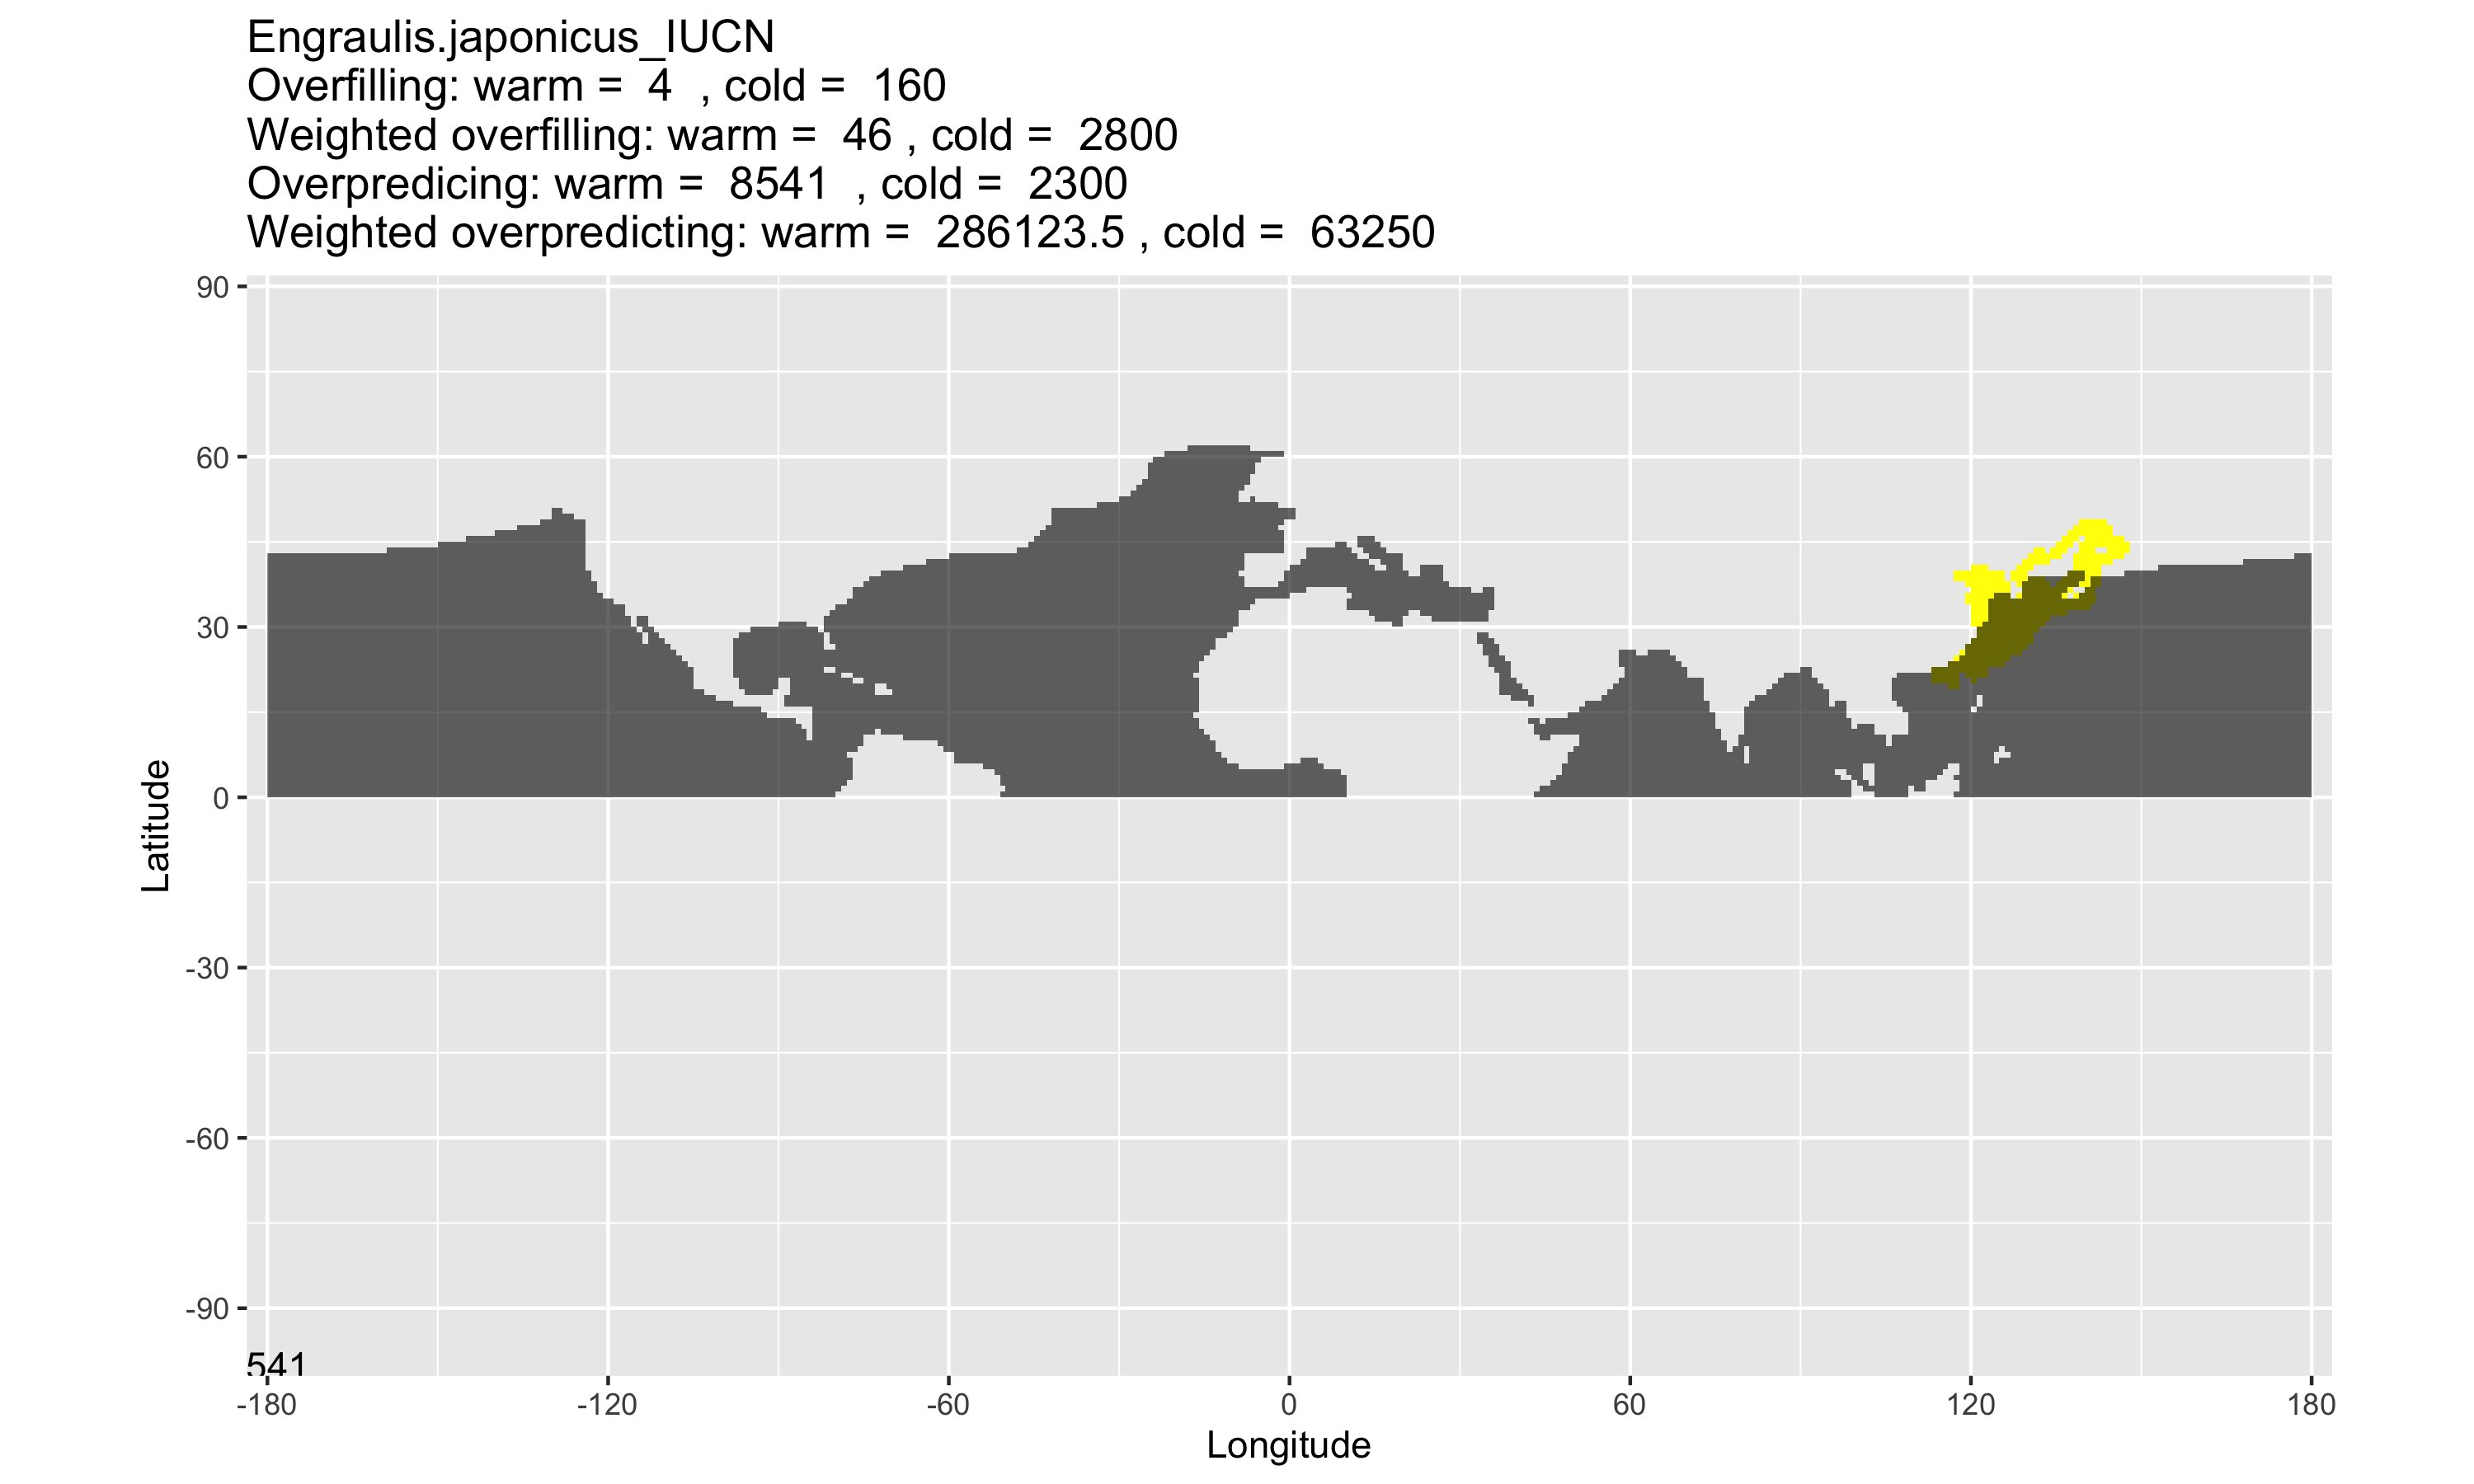 Engraulis.japonicus_IUCN
Overfilling: warm = 4 , cold = 160
Weighted overfilling: warm = 46 , cold = 2800
Overpredicing: warm = 8541 , cold = 2300
Weighted overpredicting: warm = 286123.5 , cold = 63250
90
60
30
0
-30
-60
-90
Latitude
541
-180 -120 -60 0 60 120 180
Longitude